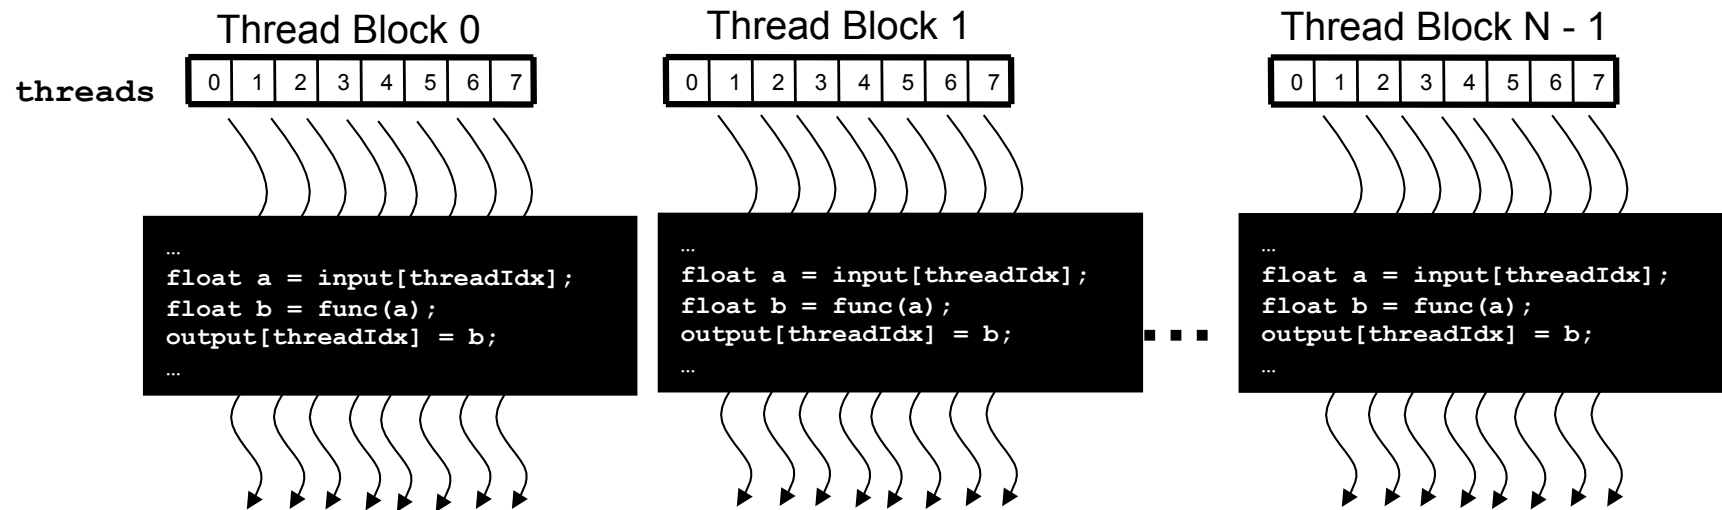 Thread Block 0
Thread Block 1
Thread Block N - 1
threads
0 1 2 3 4 5 6 7
0 1 2 3 4 5 6 7
0 1 2 3 4 5 6 7
…
float a = input[threadIdx];
float b = func(a);
output[threadIdx] = b;
…
…
float a = input[threadIdx];
float b = func(a);
output[threadIdx] = b;
…
...
…
float a = input[threadIdx];
float b = func(a);
output[threadIdx] = b;
…